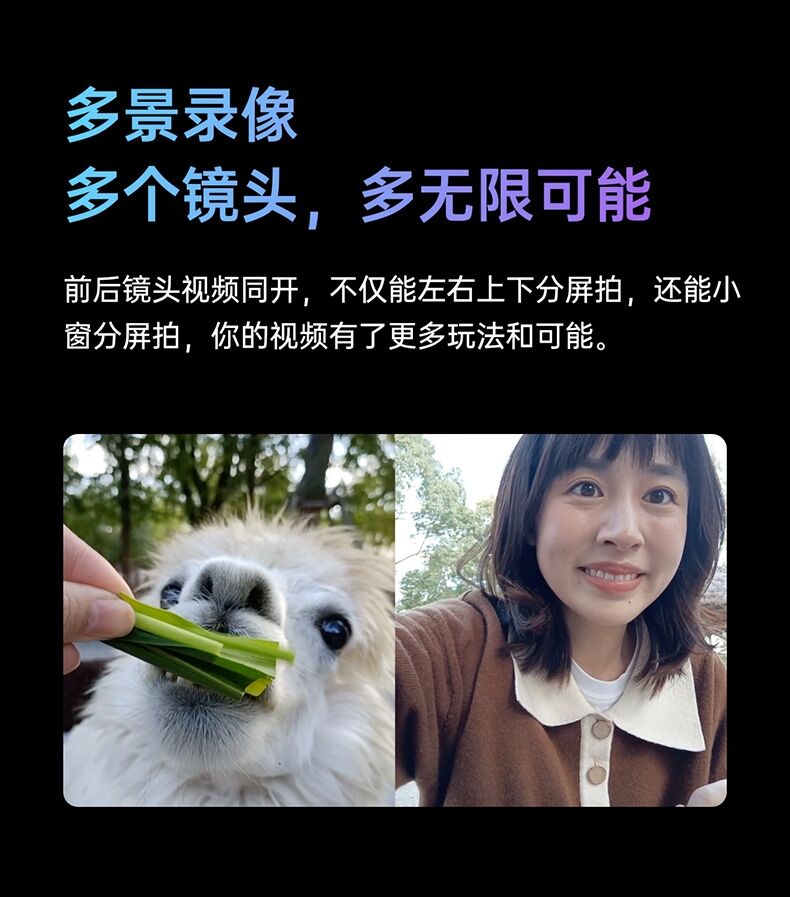 多景录像
多个镜头，多无限可能
前后镜头视频同开，不仅能左右上下分屏拍，还能小
窗分屏拍，你的视频有了更多玩法和可能。